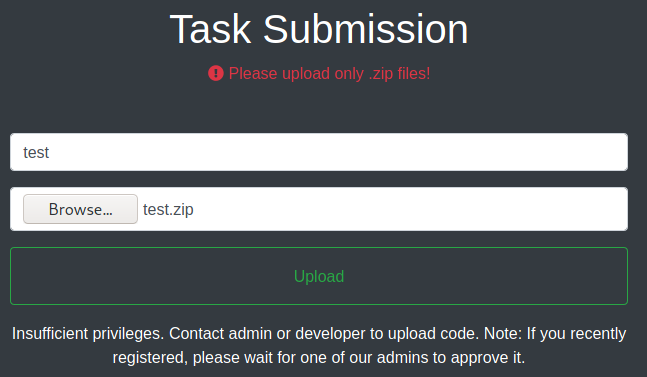 Task Submission
Please upload only .zip files!
test
Browse... test.zip
Upload
Insufficient privileges. Contact admin or developer to upload code. Note: If you recently
registered, please wait for one of our admins to approve it.